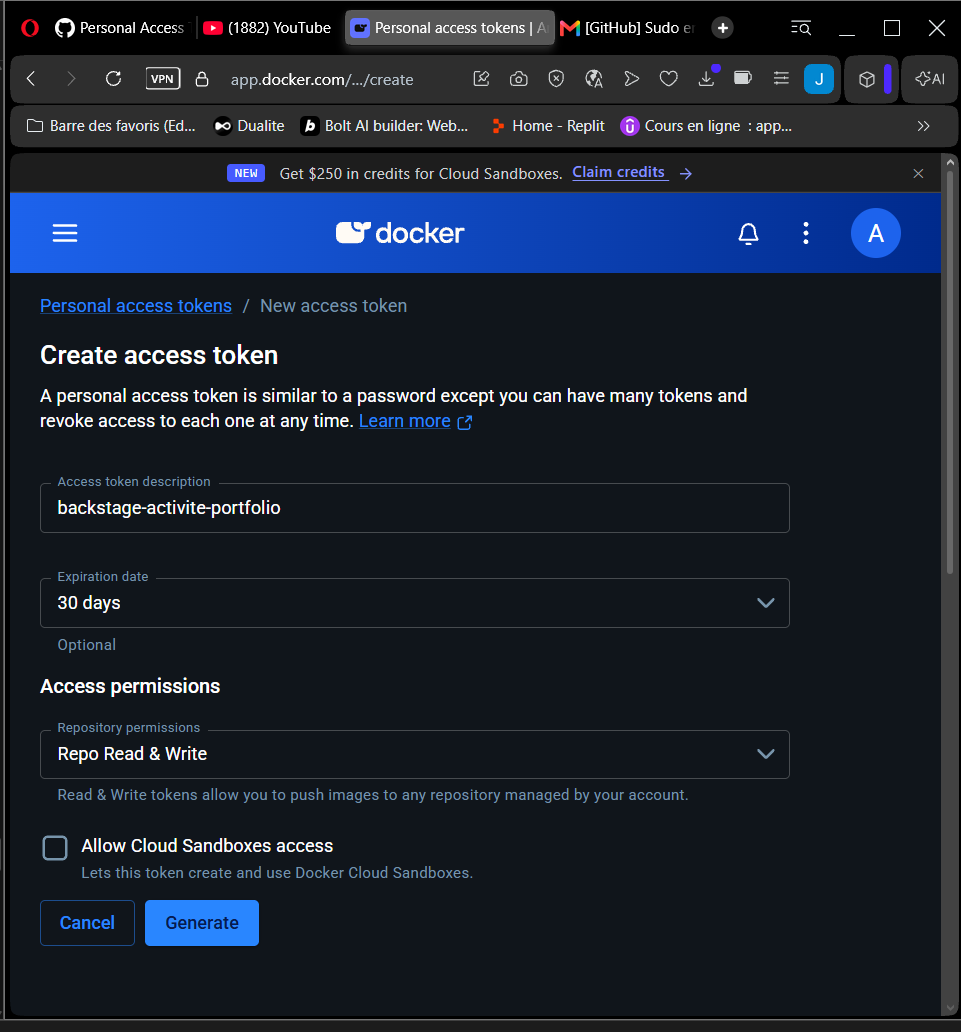 Personal Access
(1882) YouTube
Personal access tokens | A
[GitHub] Sudo e
VPN
app.docker.com/.../create
J
AI
Barre des favoris (Ed...
Dualite
Bolt AI builder: Web...
Home - Replit
Cours en ligne : app...
NEW
Get $250 in credits for Cloud Sandboxes. Claim credits →
docker
A
Personal access tokens / New access token
Create access token
A personal access token is similar to a password except you can have many tokens and
revoke access to each one at any time. Learn more
Access token description
backstage-activite-portfolio
Expiration date
30 days
Optional
Access permissions
Repository permissions
Repo Read & Write
Read & Write tokens allow you to push images to any repository managed by your account.
Allow Cloud Sandboxes access
Lets this token create and use Docker Cloud Sandboxes.
Cancel
Generate